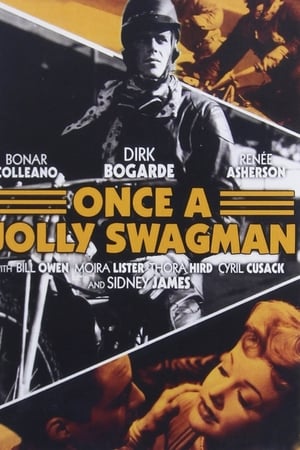 BONAR
COLLEANO
DIRK
BOGARDE
RENÉE
ASHERSON
ONCE A
JOLLY SWAGMAN
WITH BILL OWEN MOIRA LISTER THORA HIRD CYRIL CUSACK
AND SIDNEY JAMES